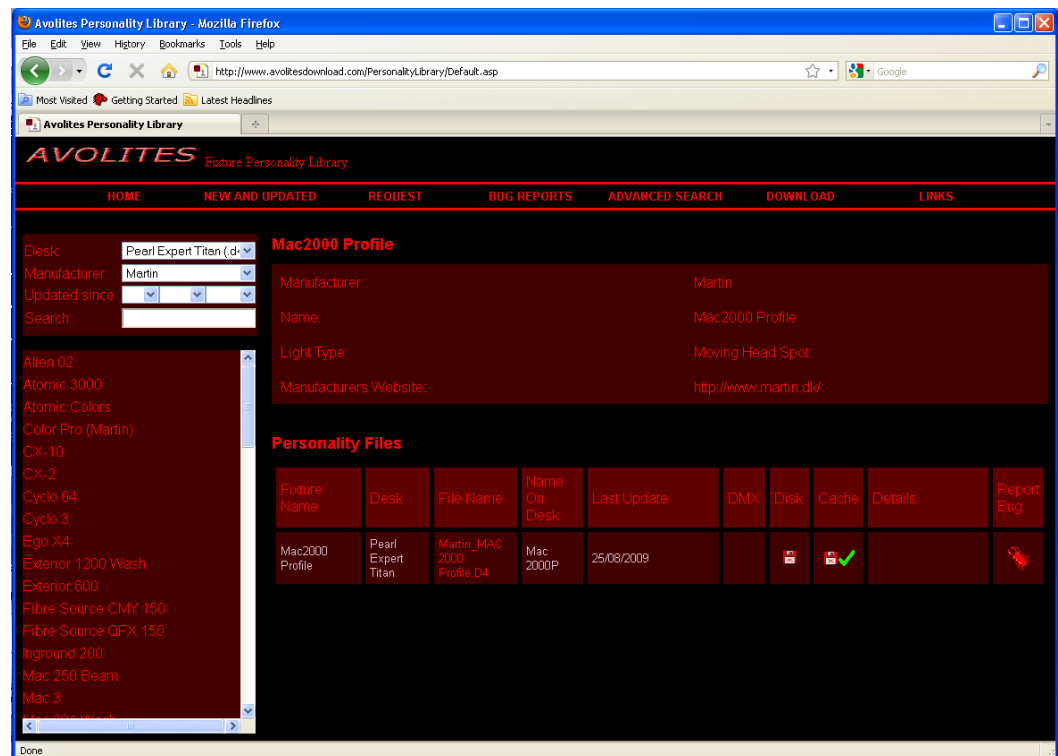 Avolites Personality Library - Mozilla Firefox
File Edit View History Bookmarks Tools Help
http://www.avolitesdownload.com/PersonalityLibrary/Default.asp
Google
Most Visited Getting Started Latest Headlines
Avolites Personality Library
AVOLITES Fixture Personality Library
HOME NEW AND UPDATED REQUEST BUG REPORTS ADVANCED SEARCH DOWNLOAD LINKS
Desk: Pearl Expert Titan (.d4
Manufacturer: Martin
Updated since:
Search:
Alien 02
Atomic 3000
Atomic Colors
Color Pro (Martin)
CX-10
CX-2
Cyclo 04
Cyclo 3
Ego X4
Exterior 1200 Wash
Exterior 600
Fibre Source CMY 150
Fibre Source QFX 150
Inground 200
Mac 250 Beam
Mac 3
Mac2000 Profile
Manufacturer: Martin
Name: Mac2000 Profile
Light Type: Moving Head Spot
Manufacturers Website: http://www.martin.dk/
Personality Files
Fixture Name Desk File Name Name On Desk Last Update DMX Disk Cache Details Report Bug
Mac2000 Profile Pearl Expert Titan Martin_MAC 2000 Profile.D4 Mac 2000P 25/08/2009
Done